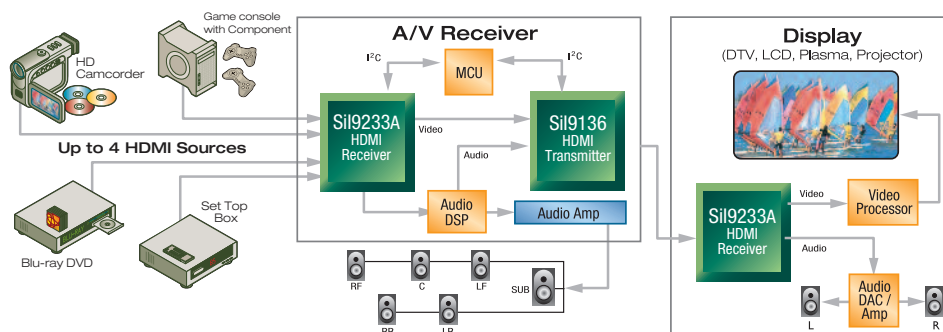 Game console
with Component
HD
Camcorder
Up to 4 HDMI Sources
Set Top
Box
Blu-ray DVD
A/V Receiver
I²C
MCU
I²C
SiI9233A
HDMI
Receiver
Video
SiI9136
HDMI
Transmitter
Audio
Audio
DSP
Audio Amp
RF
C
LF
SUB
RR
LR
Display
(DTV, LCD, Plasma, Projector)
SiI9233A
HDMI
Receiver
Video
Video
Processor
Audio
Audio
DAC /
Amp
L
R